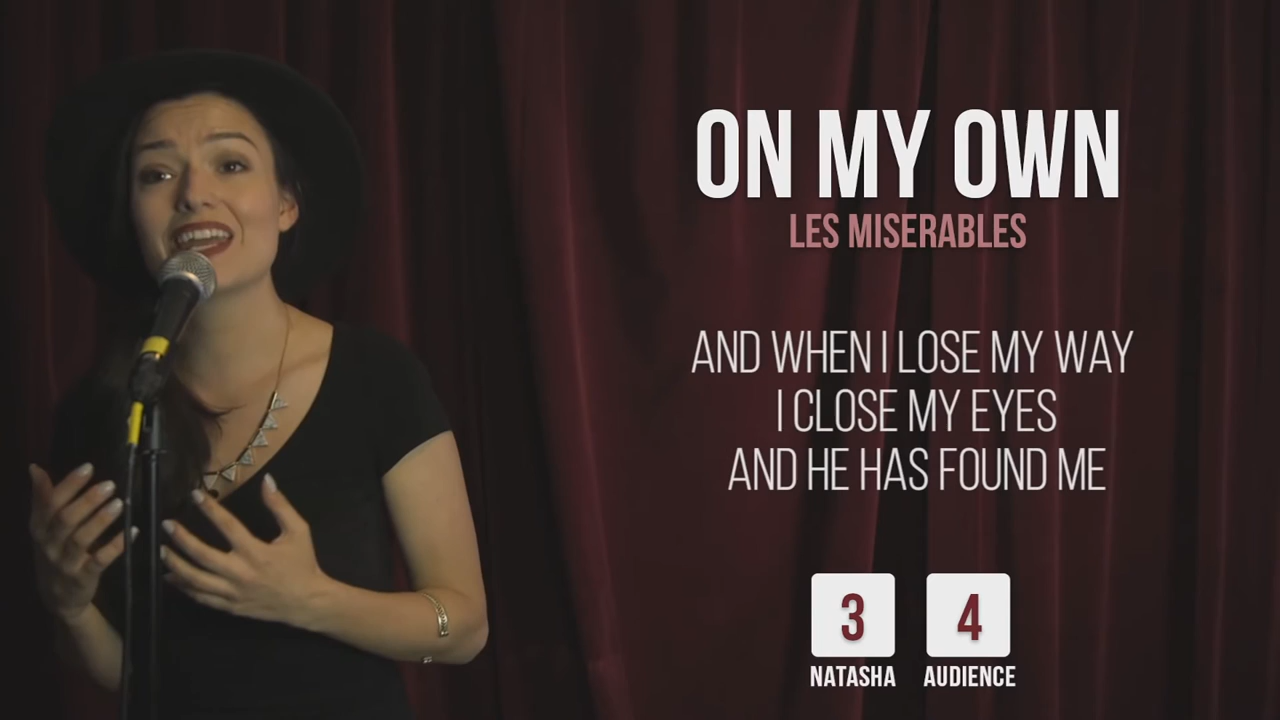 ON MY OWN
LES MISERABLES
AND WHEN I LOSE MY WAY
I CLOSE MY EYES
AND HE HAS FOUND ME
3 4
NATASHA AUDIENCE